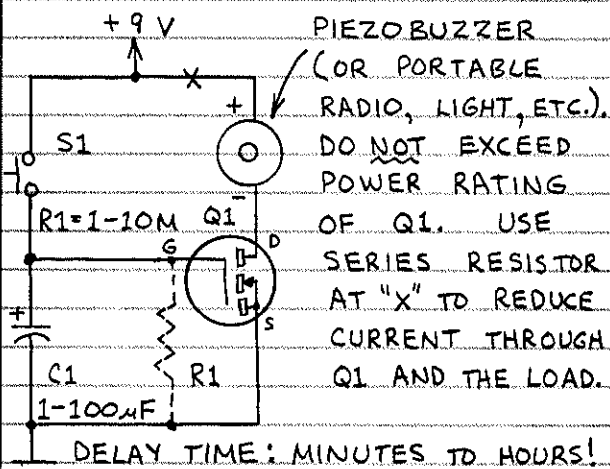 +9 V
PIEZOBUZZER
(OR PORTABLE
RADIO, LIGHT, ETC.).
DO NOT EXCEED
POWER RATING
OF Q1. USE
SERIES RESISTOR
AT "X" TO REDUCE
CURRENT THROUGH
Q1 AND THE LOAD.
X
+
S1
-
R1=1-10M
Q1
G
D
S
+
C1
1-100µF
R1
DELAY TIME: MINUTES TO HOURS!